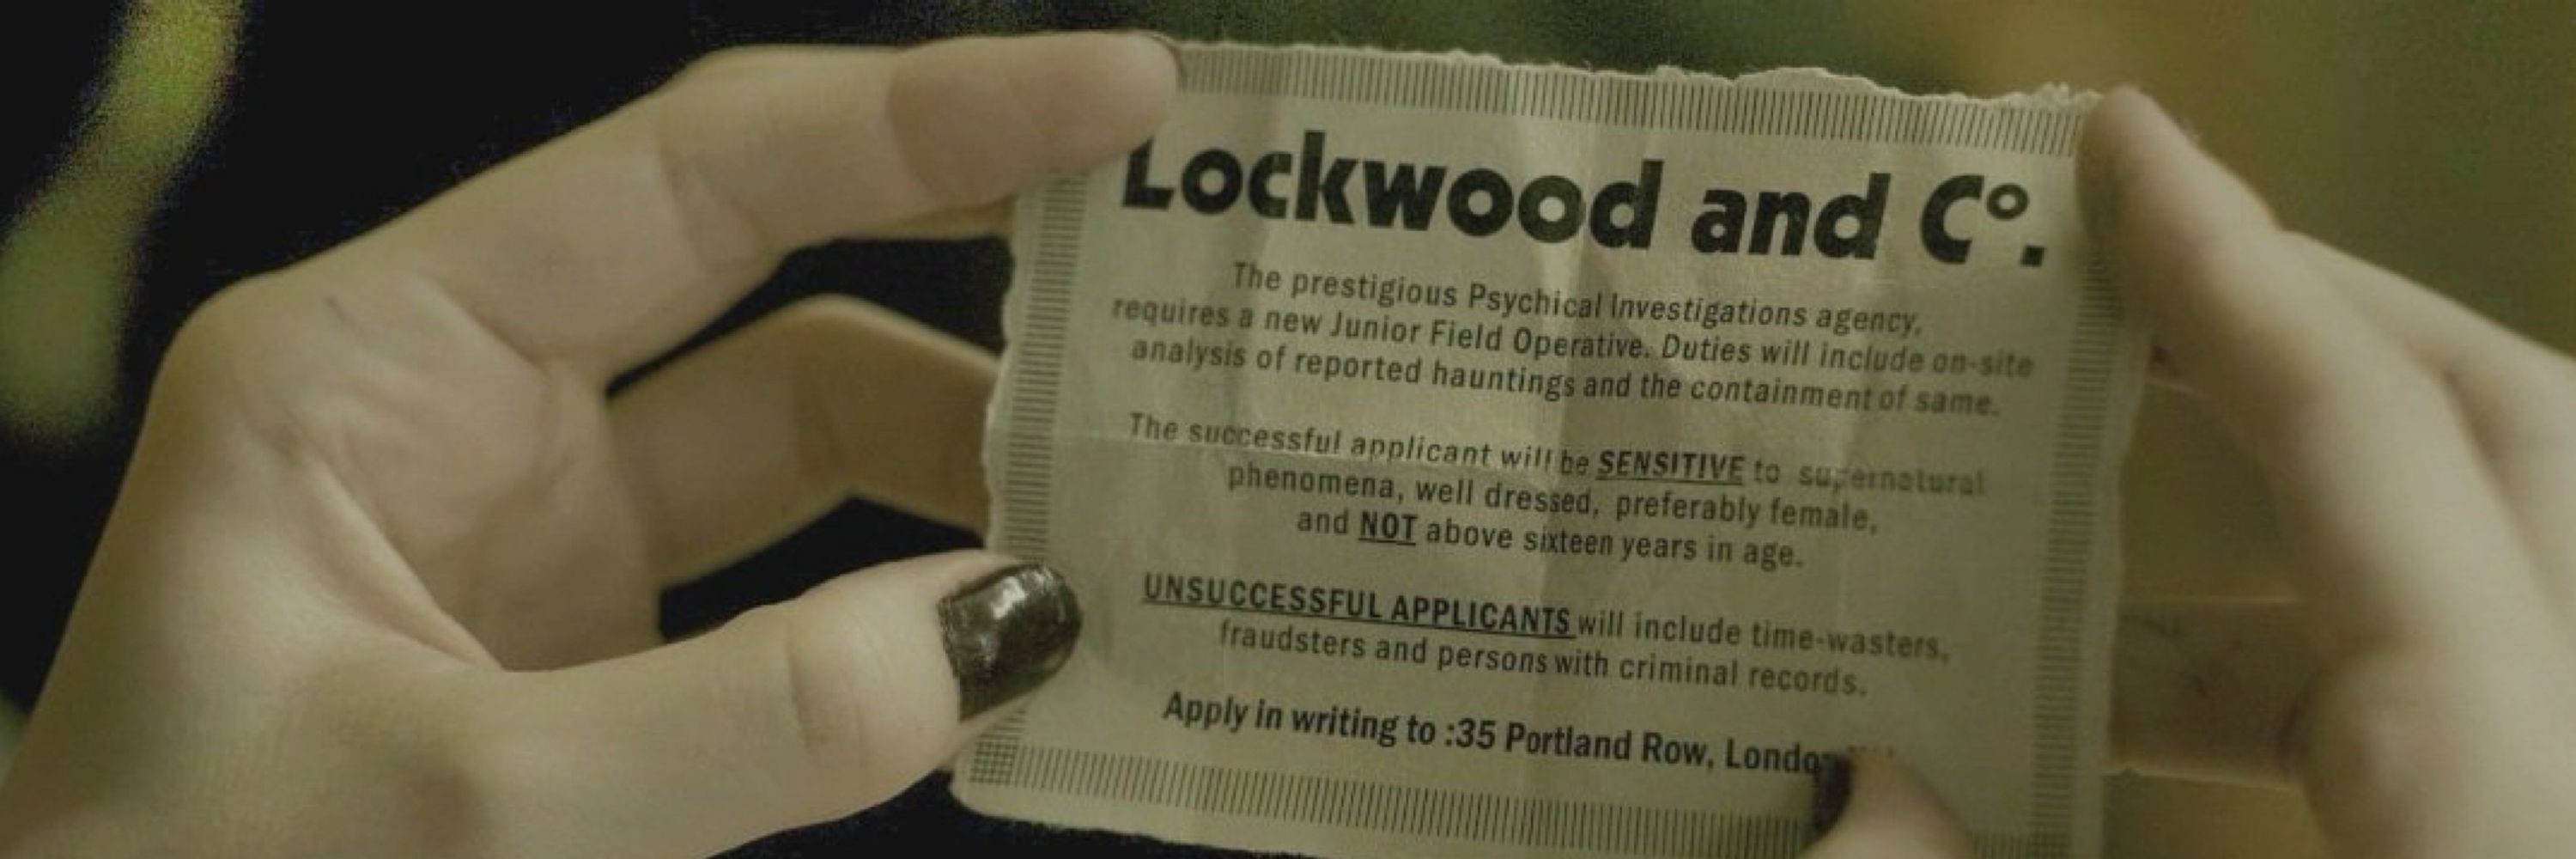 Lockwood and Cº.
The prestigious Psychical Investigations agency,
requires a new Junior Field Operative. Duties will include on-site
analysis of reported hauntings and the containment of same.
The successful applicant will be SENSITIVE to supernatural
phenomena, well dressed, preferably female,
and NOT above sixteen years in age.
UNSUCCESSFUL APPLICANTS will include time-wasters,
fraudsters and persons with criminal records.
Apply in writing to :35 Portland Row,